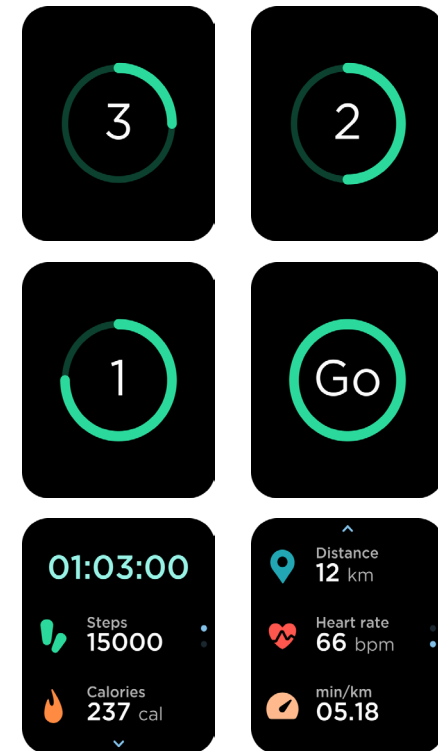 3
2
1
Go
01:03:00
Steps
15000
Calories
237 cal
Distance
12 km
Heart rate
66 bpm
min/km
05.18